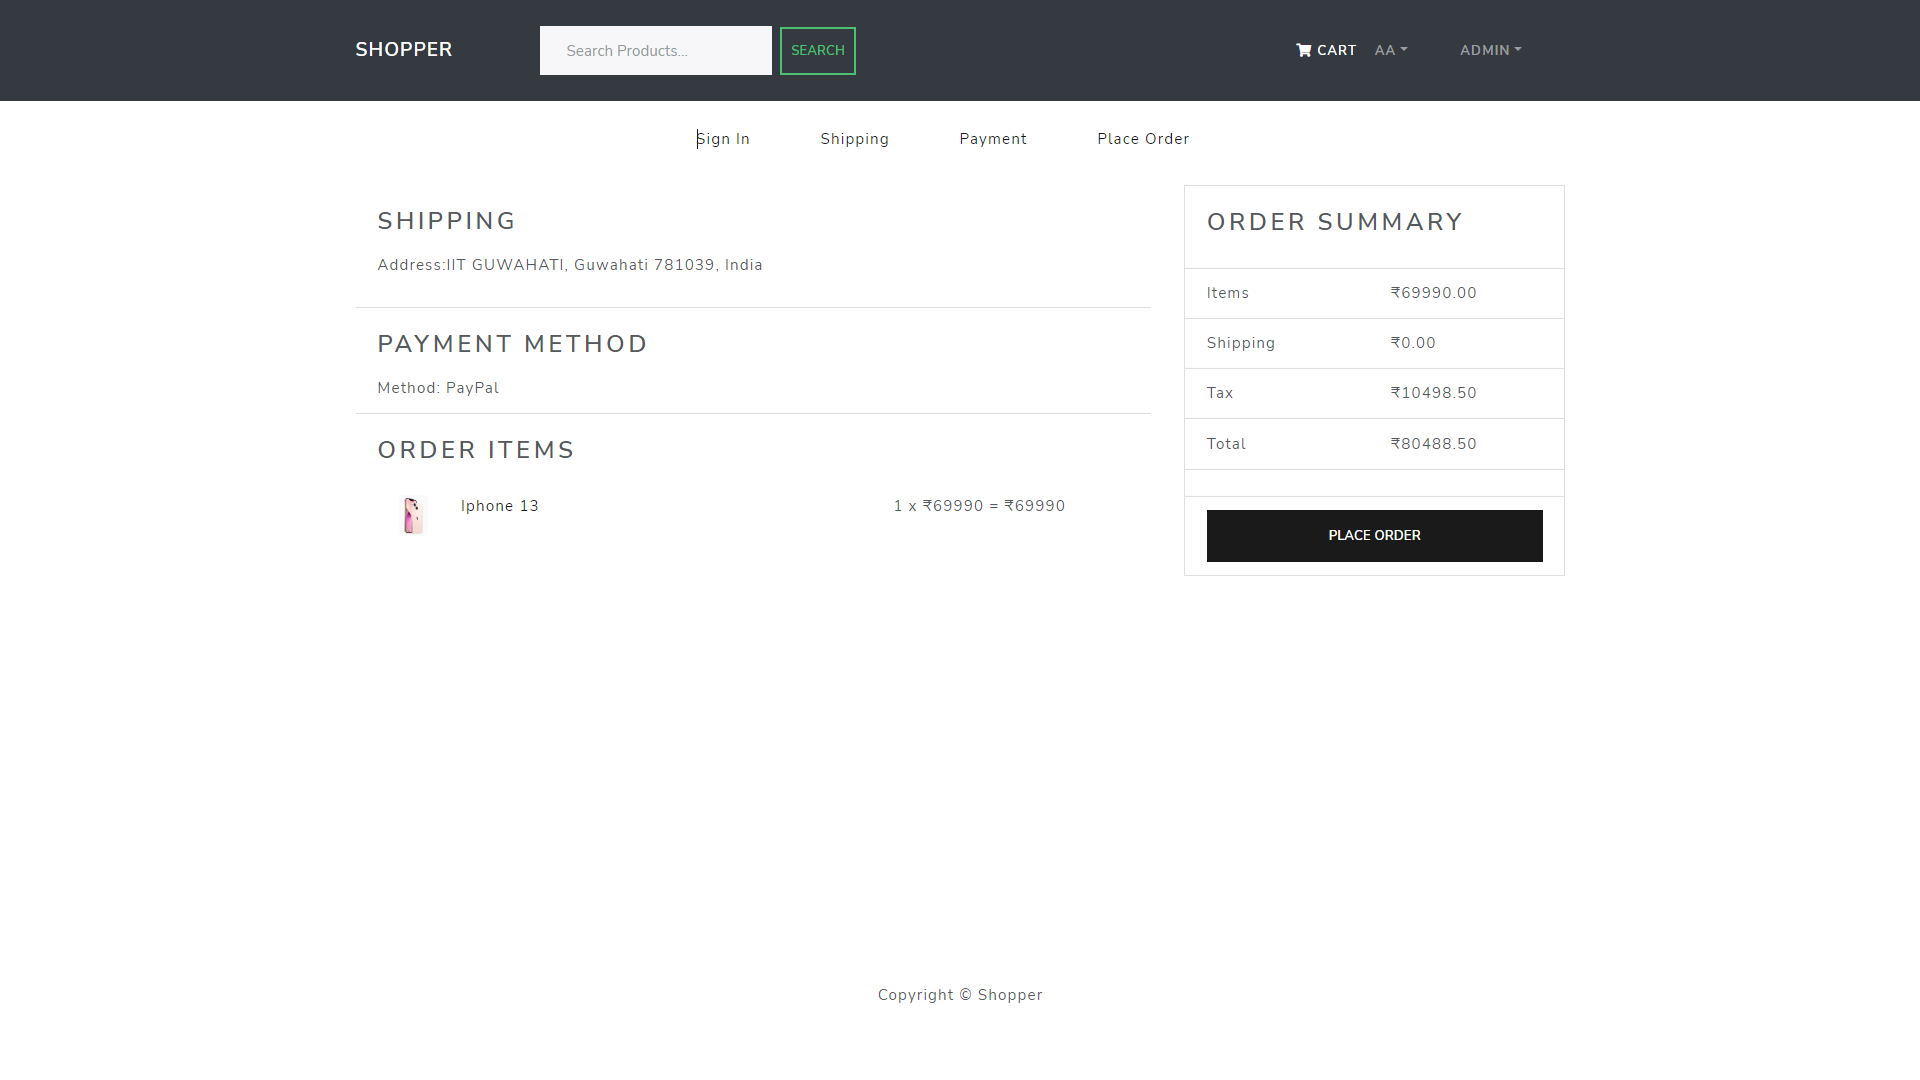 SHOPPER
Search Products...
SEARCH
CART
AA
ADMIN
Sign In
Shipping
Payment
Place Order
SHIPPING
Address:IIT GUWAHATI, Guwahati 781039, India
PAYMENT METHOD
Method: PayPal
ORDER ITEMS
Iphone 13
1 x ₹69990 = ₹69990
ORDER SUMMARY
Items ₹69990.00
Shipping ₹0.00
Tax ₹10498.50
Total ₹80488.50
PLACE ORDER
Copyright © Shopper